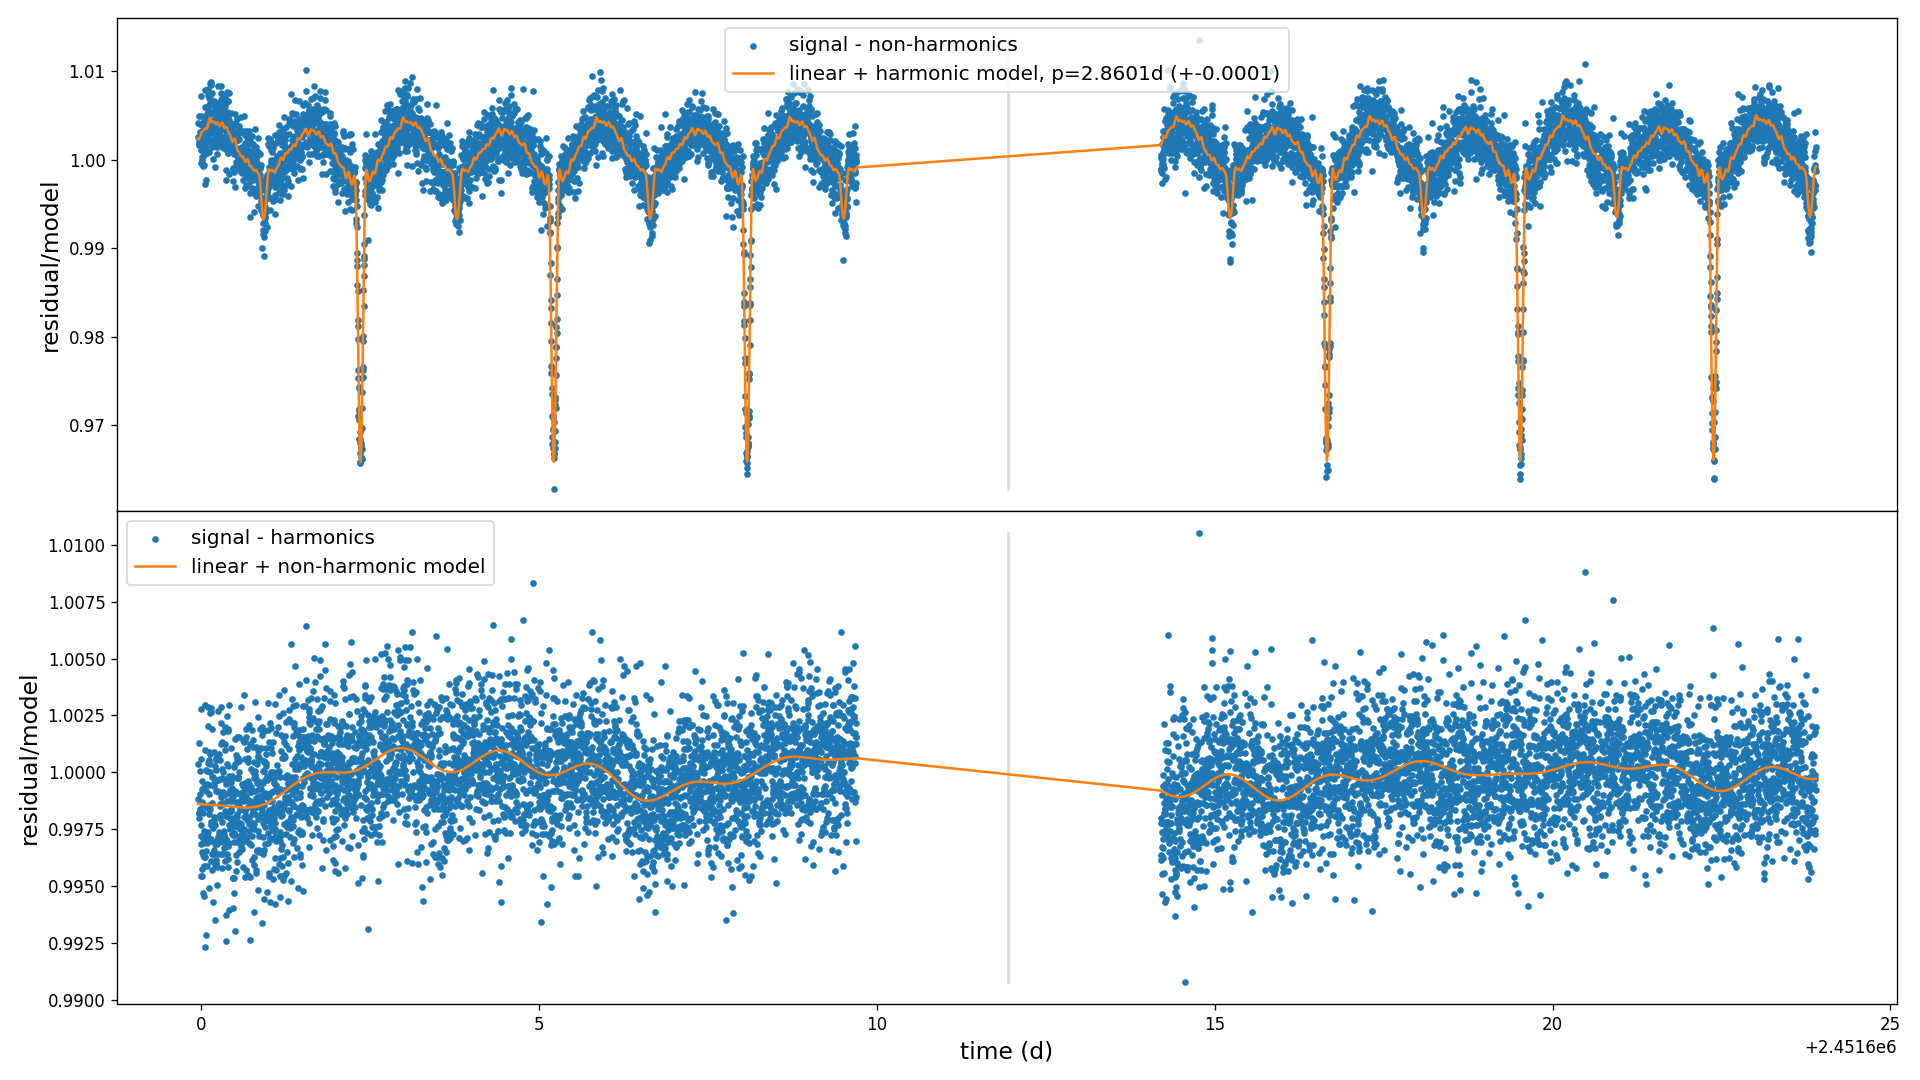 signal - non-harmonics
linear + harmonic model, p=2.8601d (+-0.0001)
1.01
1.00
0.99
0.98
0.97
residual/model
signal - harmonics
linear + non-harmonic model
1.0100
1.0075
1.0050
1.0025
1.0000
0.9975
0.9950
0.9925
0.9900
residual/model
0 5 10 15 20 25
time (d)
+2.4516e6